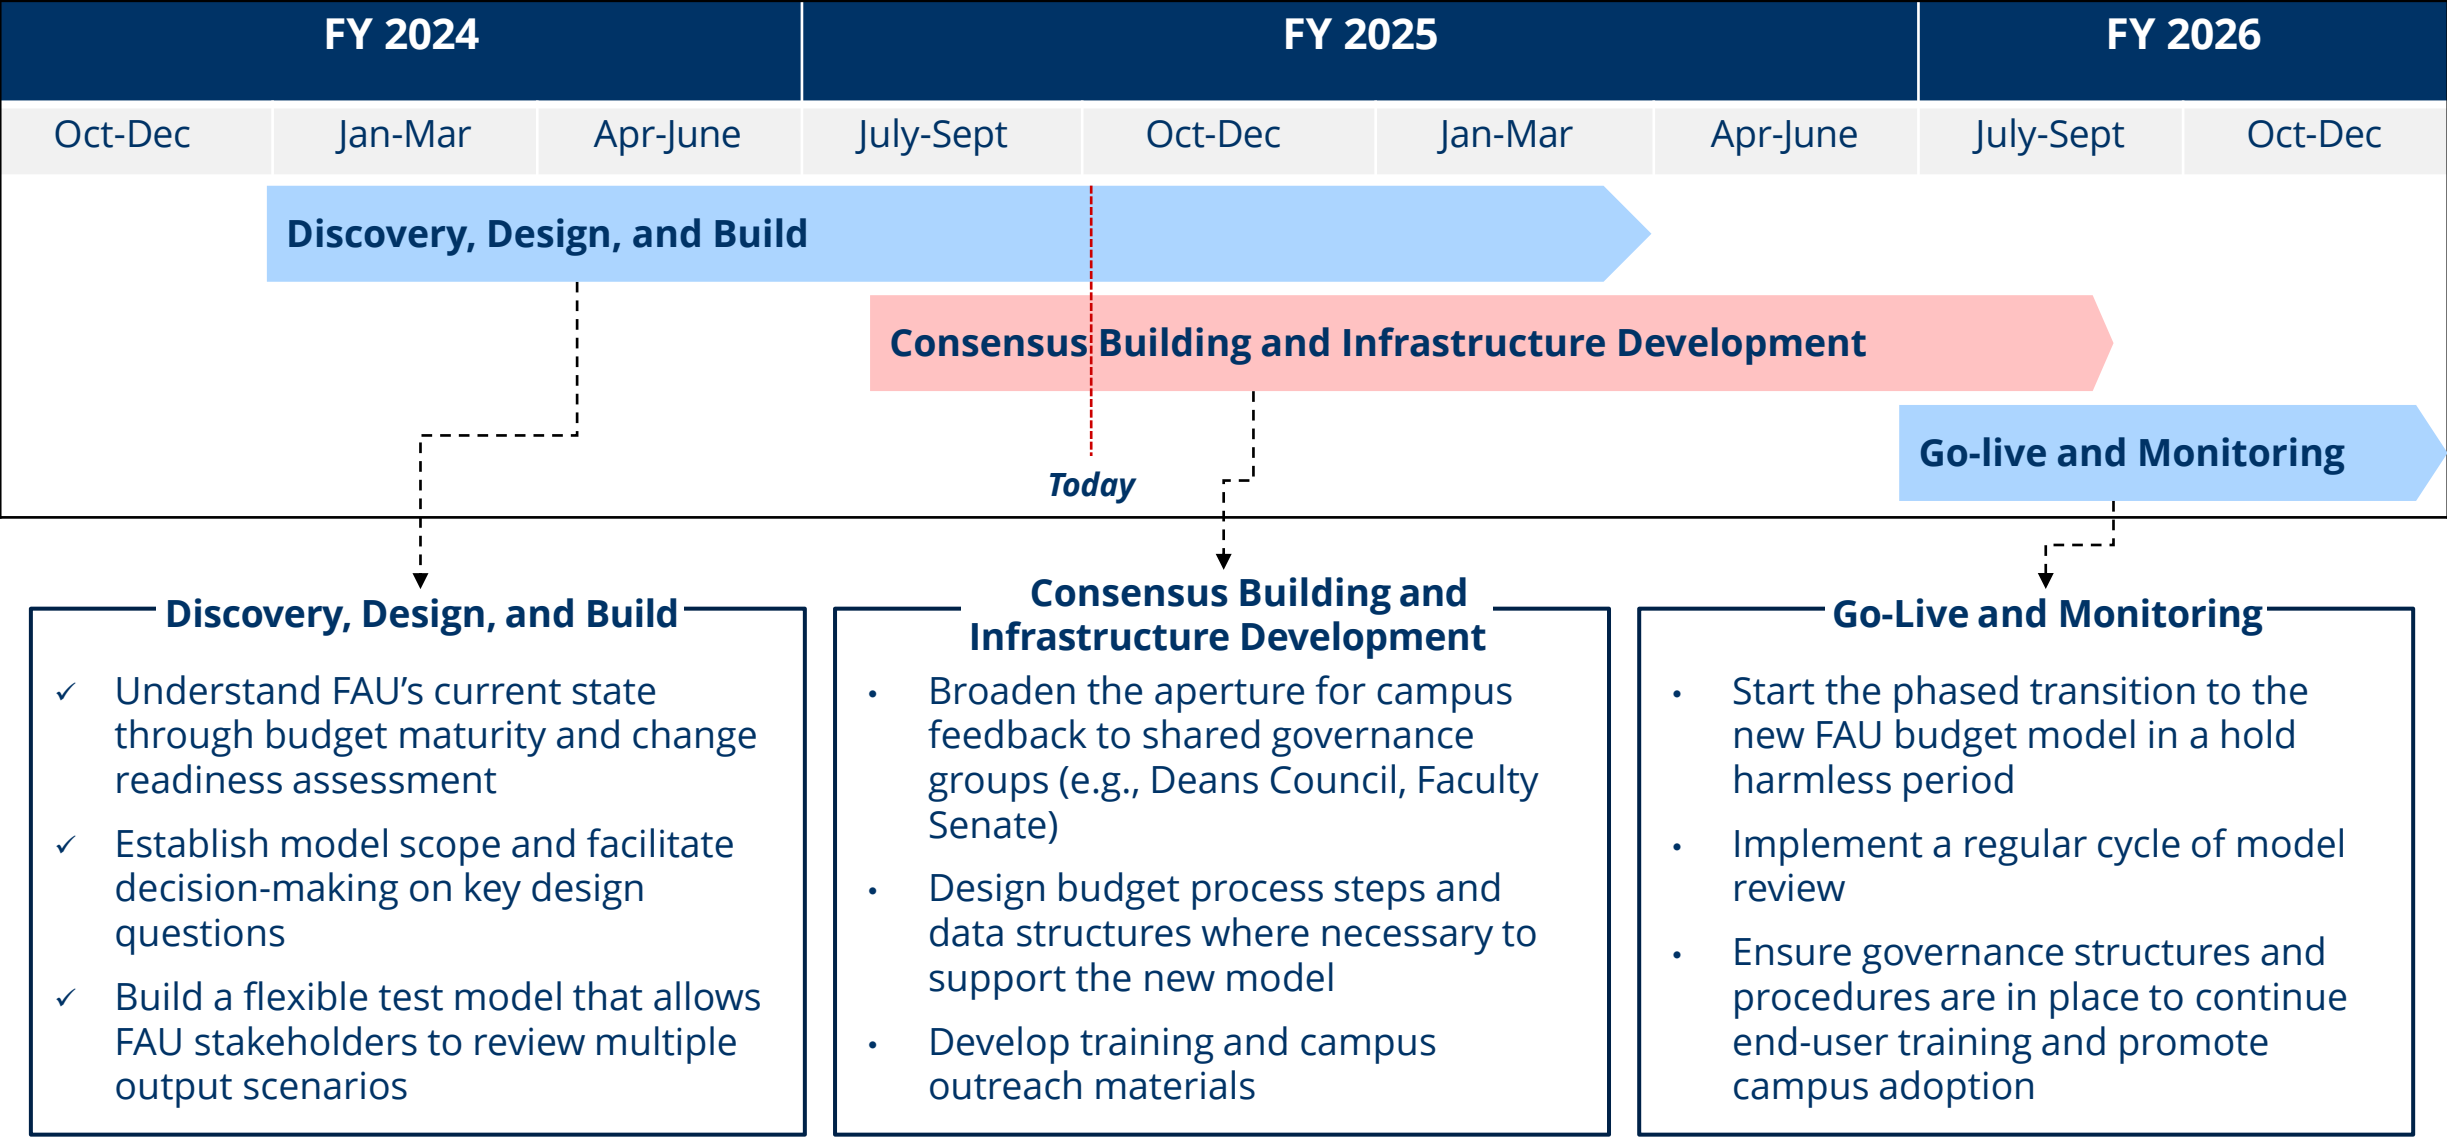 FY 2024
FY 2025
FY 2026
Oct-Dec
Jan-Mar
Apr-June
July-Sept
Oct-Dec
Jan-Mar
Apr-June
July-Sept
Oct-Dec
Discovery, Design, and Build
Consensus Building and Infrastructure Development
Go-live and Monitoring
Today
Discovery, Design, and Build
✓ Understand FAU’s current state
through budget maturity and change
readiness assessment
✓ Establish model scope and facilitate
decision-making on key design
questions
✓ Build a flexible test model that allows
FAU stakeholders to review multiple
output scenarios
Consensus Building and
Infrastructure Development
• Broaden the aperture for campus
feedback to shared governance
groups (e.g., Deans Council, Faculty
Senate)
• Design budget process steps and
data structures where necessary to
support the new model
• Develop training and campus
outreach materials
Go-Live and Monitoring
• Start the phased transition to the
new FAU budget model in a hold
harmless period
• Implement a regular cycle of model
review
• Ensure governance structures and
procedures are in place to continue
end-user training and promote
campus adoption